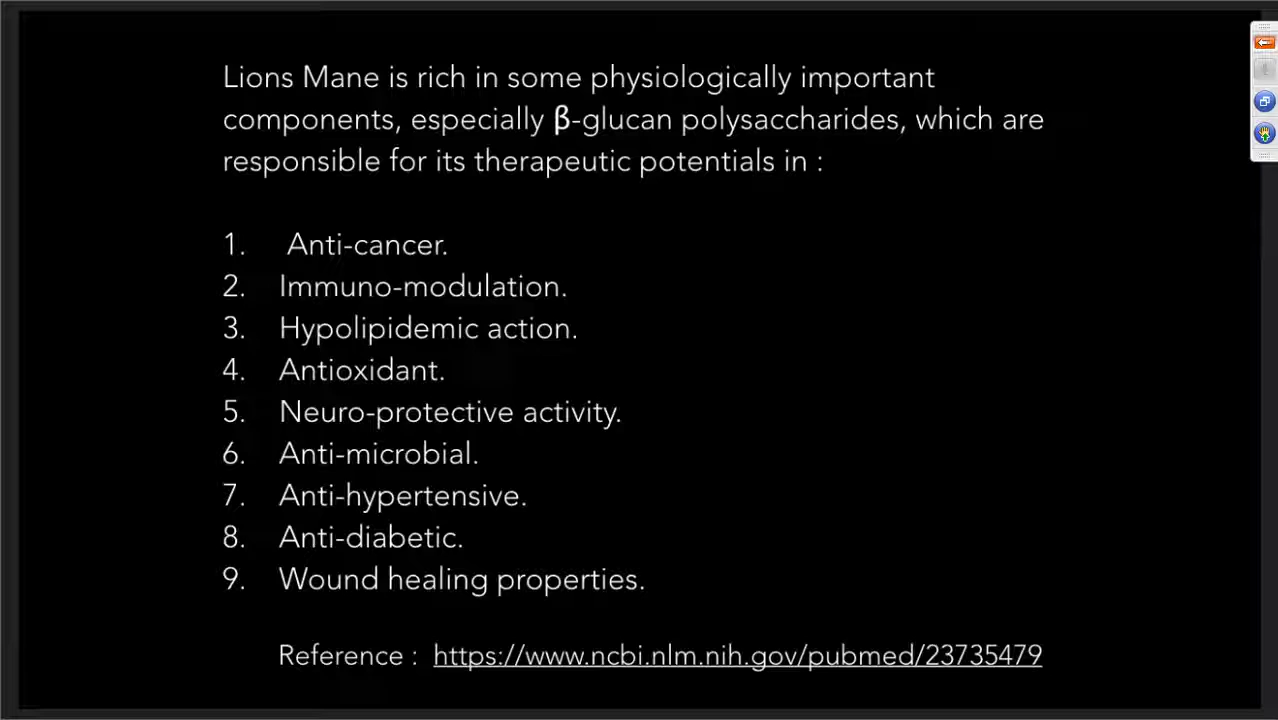 Lions Mane is rich in some physiologically important
components, especially β-glucan polysaccharides, which are
responsible for its therapeutic potentials in :
1. Anti-cancer.
2. Immuno-modulation.
3. Hypolipidemic action.
4. Antioxidant.
5. Neuro-protective activity.
6. Anti-microbial.
7. Anti-hypertensive.
8. Anti-diabetic.
9. Wound healing properties.
Reference : https://www.ncbi.nlm.nih.gov/pubmed/23735479